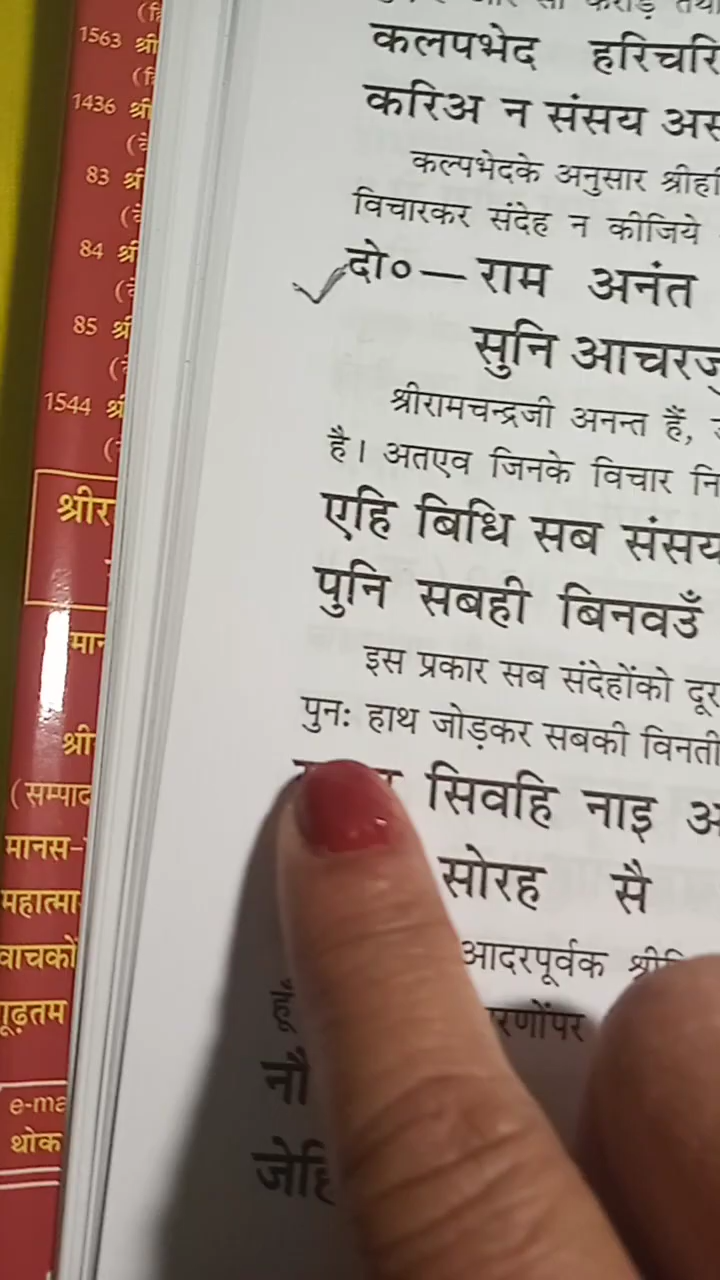 कलपभेद हरिचरि
करिअ न संसय अस
कल्पभेदके अनुसार श्रीहरि
विचारकर संदेह न कीजिये
दो०— राम अनंत
सुनि आचरजु
श्रीरामचन्द्रजी अनन्त हैं,
है। अतएव जिनके विचार नि
एहि बिधि सब संसय
पुनि सबही बिनवउँ
इस प्रकार सब संदेहोंको दूर
पुनः हाथ जोड़कर सबकी विनती
सिवहि नाइ अ
सोरह सै
आदरपूर्वक श्रीशि
रणोंपर
नौ
जेहि
1563 श्री
1436 श्री
83 श्री
84 श्री
85 श्री
1544 श्री
श्रीर
मान
श्री
(सम्पाद
मानस-
महात्मा
वाचकों
गूढ़तम
e-ma
थोक